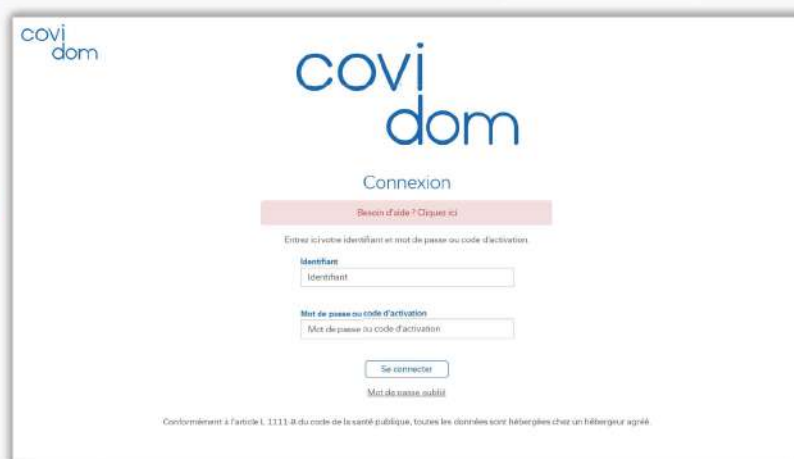 covi
dom
covi
dom
Connexion
Besoin d'aide ? Cliquez ici
Entrez ici votre identifiant et mot de passe ou code d'activation.
Identifiant
Identifiant
Mot de passe ou code d'activation
Mot de passe ou code d'activation
Se connecter
Mot de passe oublié
Conformément à l'article L 1111-8 du code de la santé publique, toutes les données sont hébergées chez un hébergeur agréé.